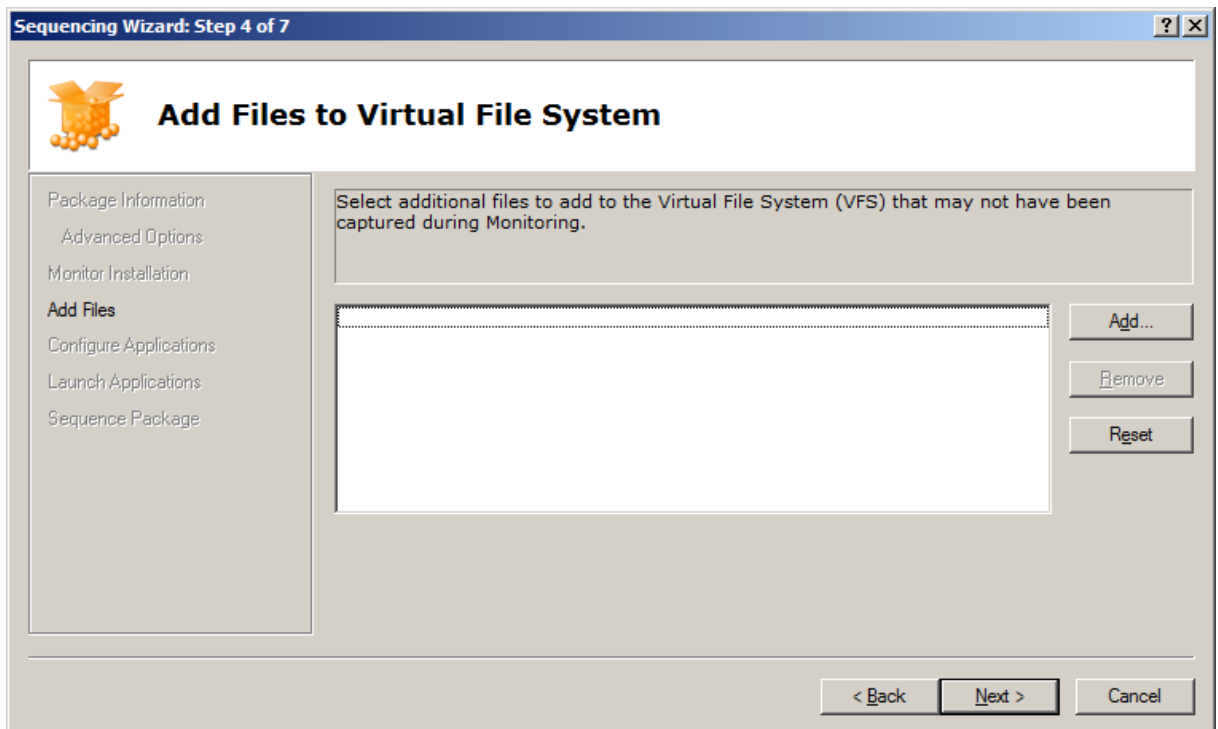 Sequencing Wizard: Step 4 of 7
Add Files to Virtual File System
Package Information
Advanced Options
Monitor Installation
Add Files
Configure Applications
Launch Applications
Sequence Package
Select additional files to add to the Virtual File System (VFS) that may not have been
captured during Monitoring.
Add...
Remove
Reset
< Back
Next >
Cancel